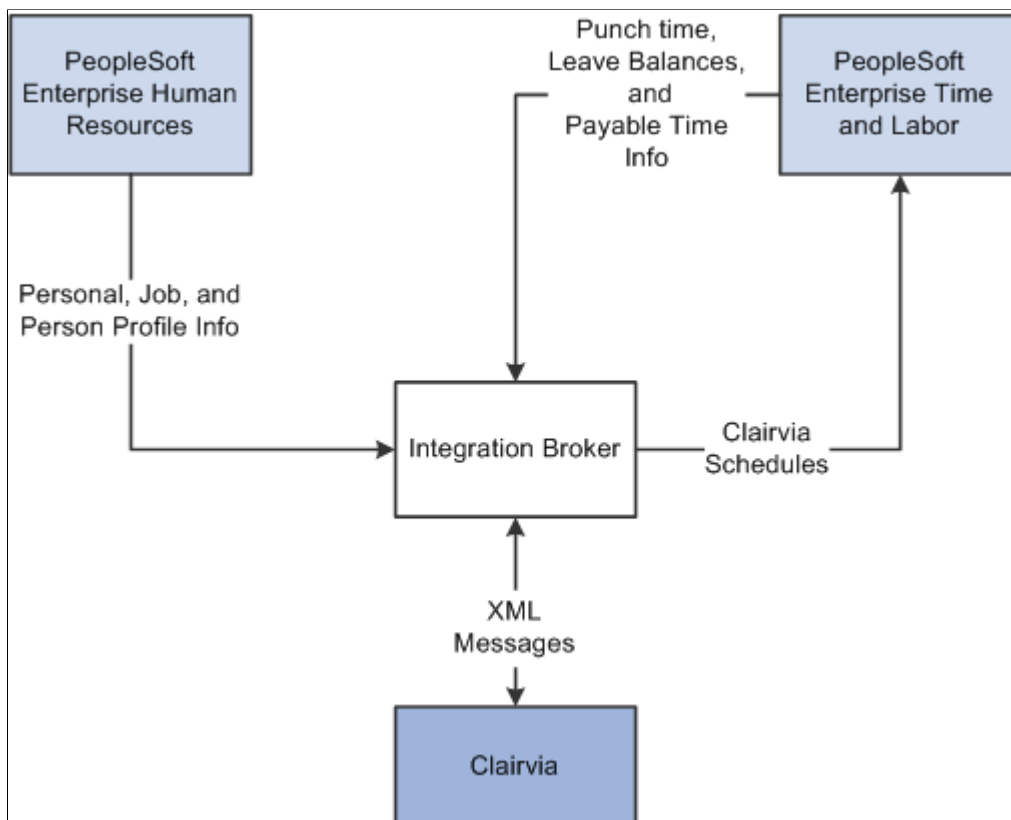 PeopleSoft
Enterprise Human
Resources
Punch time,
Leave Balances,
and
Payable Time
Info
PeopleSoft
Enterprise Time
and Labor
Personal, Job, and
Person Profile Info
Integration Broker
Clairvia
Schedules
XML
Messages
Clairvia